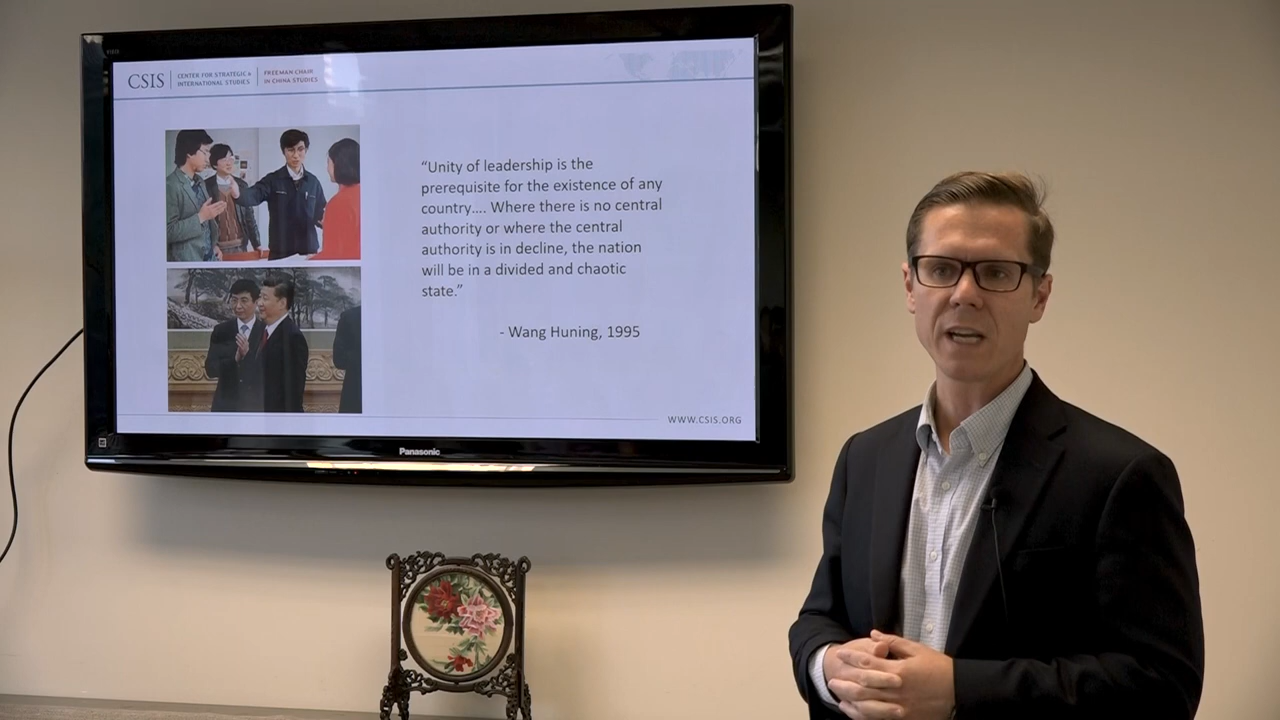 CSIS
CENTER FOR STRATEGIC &
INTERNATIONAL STUDIES
FREEMAN CHAIR
IN CHINA STUDIES
“Unity of leadership is the
prerequisite for the existence of any
country.... Where there is no central
authority or where the central
authority is in decline, the nation
will be in a divided and chaotic
state.”
- Wang Huning, 1995
WWW.CSIS.ORG
Panasonic